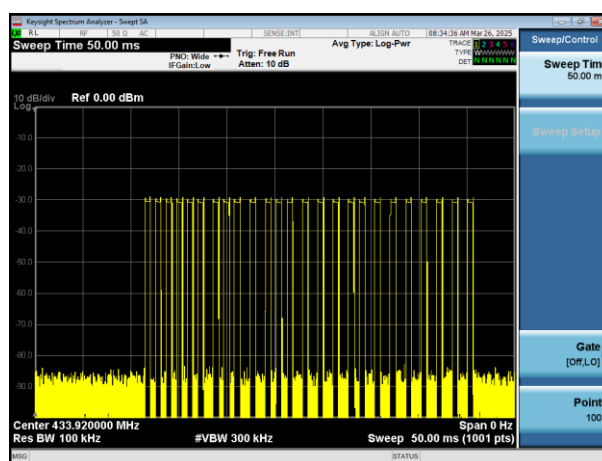 Keysight Spectrum Analyzer - Swept SA
RL RF 50 Ω AC SENSE:INT ALIGN AUTO 08:34:36 AM Mar 26, 2025
Sweep Time 50.00 ms
PNO: Wide
IFGain:Low
Trig: Free Run
Atten: 10 dB
Avg Type: Log-Pwr
TRACE 1 2 3 4 5 6
TYPE WWWWWW
DET N N N N N N
10 dB/div
Log
Ref 0.00 dBm
-10.0
-20.0
-30.0
-40.0
-50.0
-60.0
-70.0
-80.0
-90.0
Center 433.920000 MHz
Span 0 Hz
Res BW 100 kHz
#VBW 300 kHz
Sweep 50.00 ms (1001 pts)
MSG
STATUS
Sweep/Control
Sweep Tim
50.00 ms
Sweep Setup
Gate
[Off,LO]
Point
100